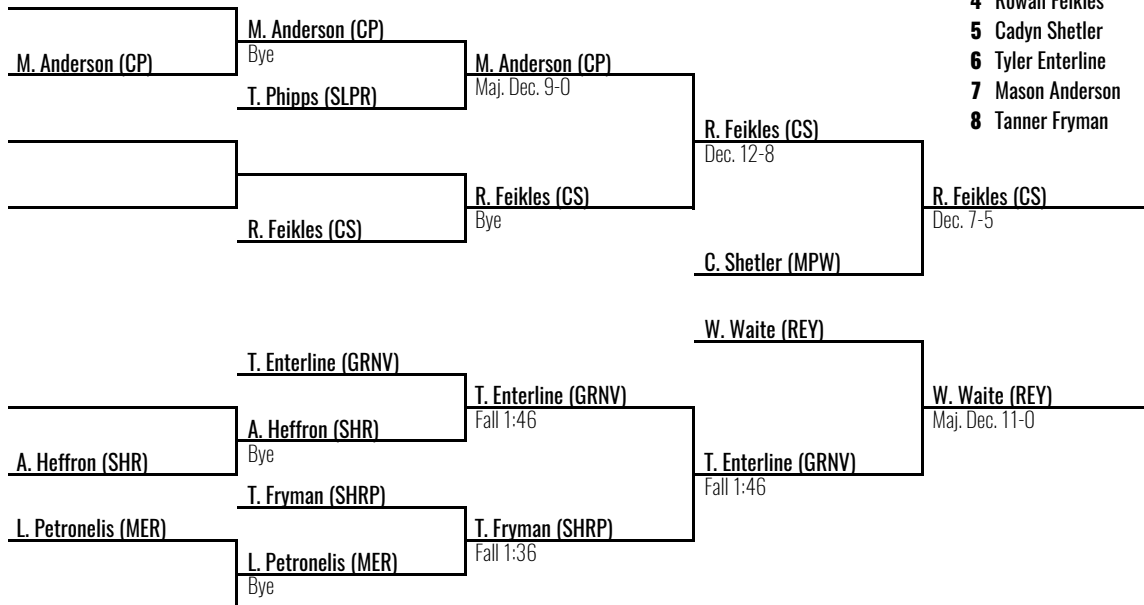 4 Rowan Feikles
5 Cadyn Shetler
6 Tyler Enterline
7 Mason Anderson
8 Tanner Fryman
M. Anderson (CP)
M. Anderson (CP)
Bye
T. Phipps (SLPR)
M. Anderson (CP)
Maj. Dec. 9-0
R. Feikles (CS)
R. Feikles (CS)
Bye
R. Feikles (CS)
Dec. 12-8
C. Shetler (MPW)
R. Feikles (CS)
Dec. 7-5
W. Waite (REY)
T. Enterline (GRNV)
A. Heffron (SHR)
A. Heffron (SHR)
Bye
T. Enterline (GRNV)
Fall 1:46
T. Fryman (SHRP)
L. Petronelis (MER)
L. Petronelis (MER)
Bye
T. Fryman (SHRP)
Fall 1:36
T. Enterline (GRNV)
Fall 1:46
W. Waite (REY)
Maj. Dec. 11-0